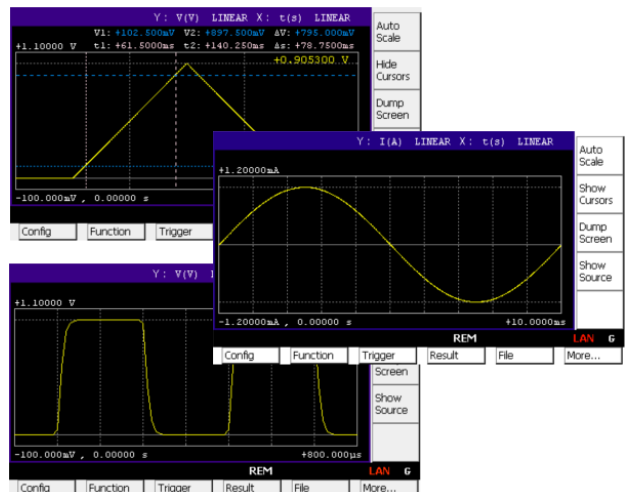 Y: V(V) LINEAR X: t(s) LINEAR
V1: +102.500mV V2: +897.500mV ΔV: +795.000mV
+1.10000 V t1: +61.5000ms t2: +140.250ms Δs: +78.7500ms
+0.905300 V
-100.000mV , 0.00000 s
Auto Scale
Hide Cursors
Dump Screen
Config Function Trigger
Y: I(A) LINEAR X: t(s) LINEAR
+1.20000mA
-1.20000mA , 0.00000 s +10.0000ms
REM LAN G
Auto Scale
Show Cursors
Dump Screen
Show Source
Config Function Trigger Result File More...
Y: V(V)
+1.10000 V
-100.000mV , 0.00000 s +800.000µs
REM LAN G
Screen
Show Source
Config Function Trigger Result File More...